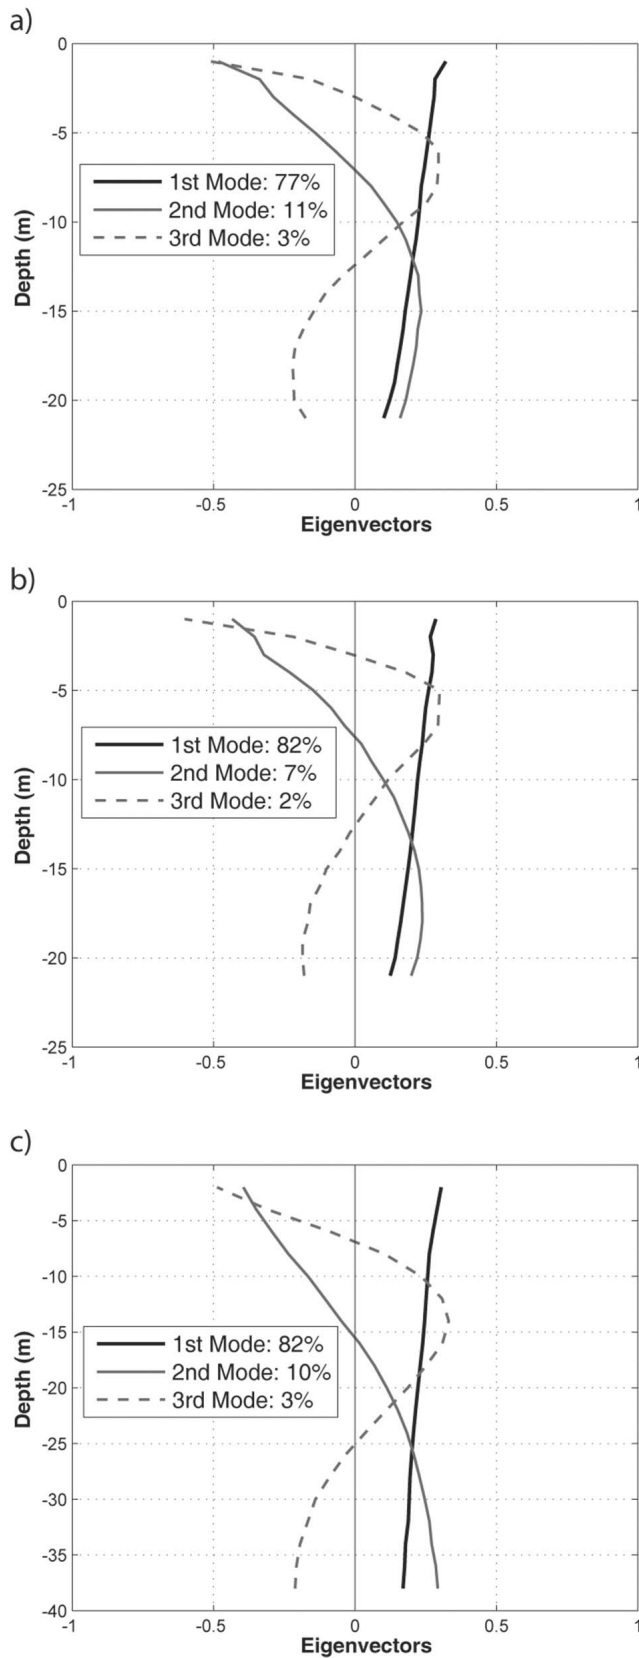 a)
0
-5
1st Mode: 77%
2nd Mode: 11%
-10
3rd Mode: 3%
Depth (m)
-15
-20
-25
-1
-0.5
0
0.5
1
Eigenvectors
b)
0
-5
1st Mode: 82%
2nd Mode: 7%
-10
3rd Mode: 2%
Depth (m)
-15
-20
-25
-1
-0.5
0
0.5
1
Eigenvectors
c)
0
-5
-10
-15
1st Mode: 82%
2nd Mode: 10%
-20
3rd Mode: 3%
Depth (m)
-25
-30
-35
-40
-1
-0.5
0
0.5
1
Eigenvectors